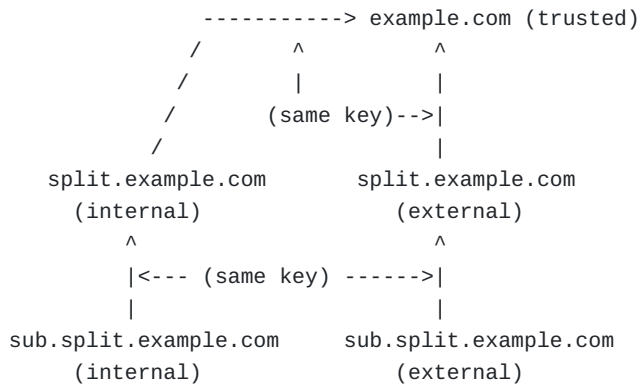 -----------> example.com (trusted)
/ ^ ^
/ | |
/ (same key)-->|
/ |
split.example.com split.example.com
(internal) (external)
^ ^
|<--- (same key) ------>|
| |
sub.split.example.com sub.split.example.com
(internal) (external)